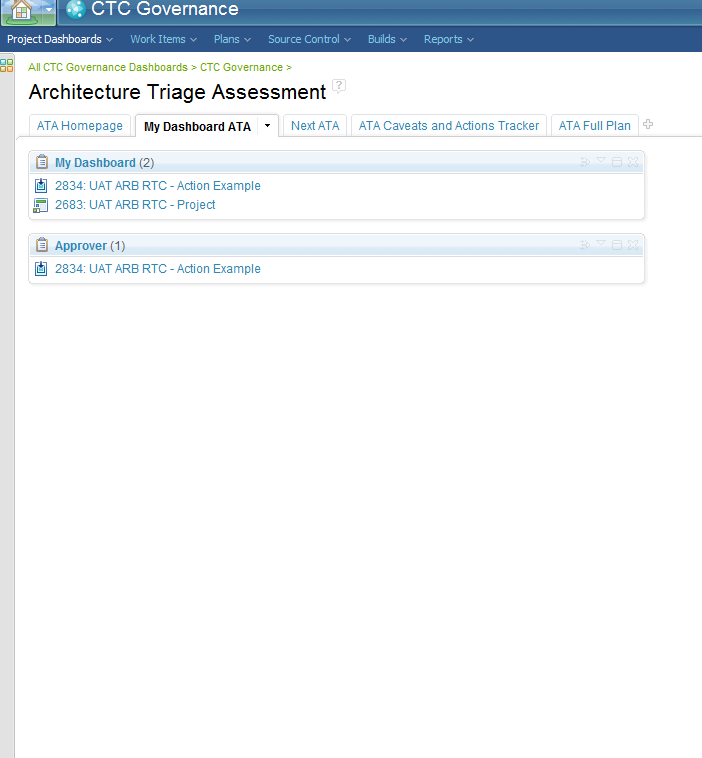 CTC Governance
Project Dashboards Work Items Plans Source Control Builds Reports
All CTC Governance Dashboards > CTC Governance >
Architecture Triage Assessment ?
ATA Homepage My Dashboard ATA Next ATA ATA Caveats and Actions Tracker ATA Full Plan
My Dashboard (2)
2834: UAT ARB RTC - Action Example
2683: UAT ARB RTC - Project
Approver (1)
2834: UAT ARB RTC - Action Example